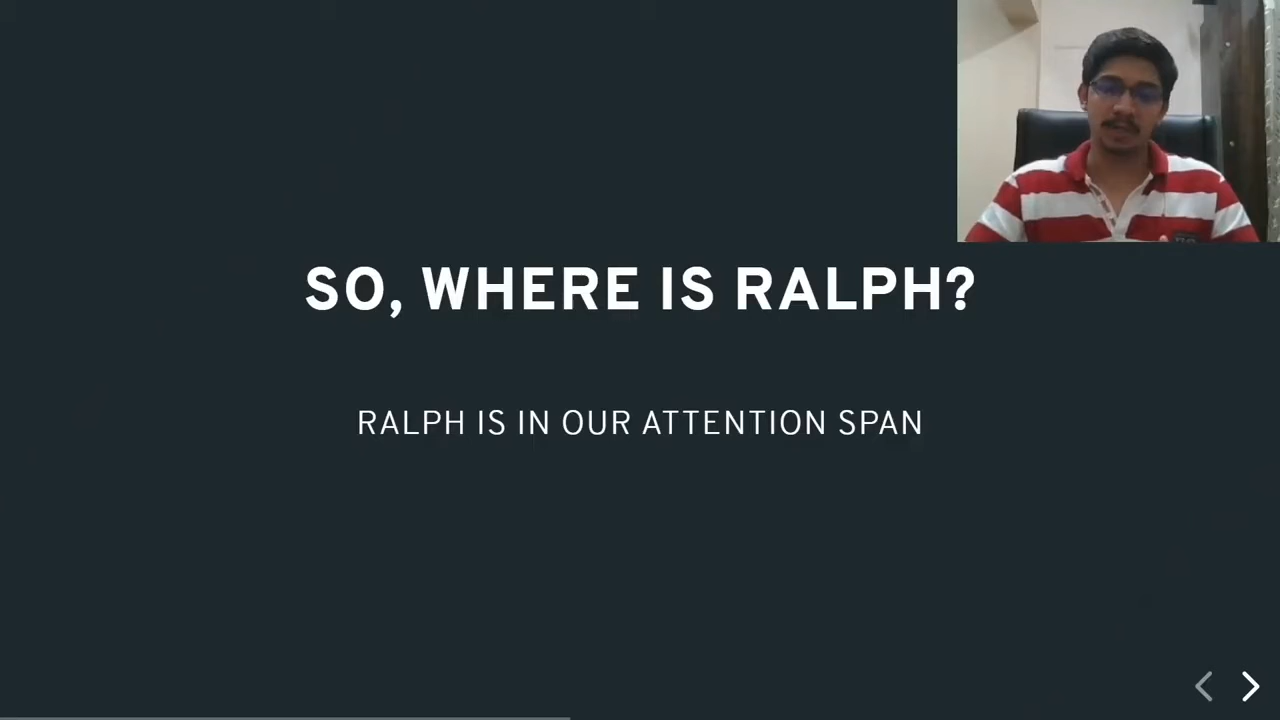 SO, WHERE IS RALPH?
RALPH IS IN OUR ATTENTION SPAN